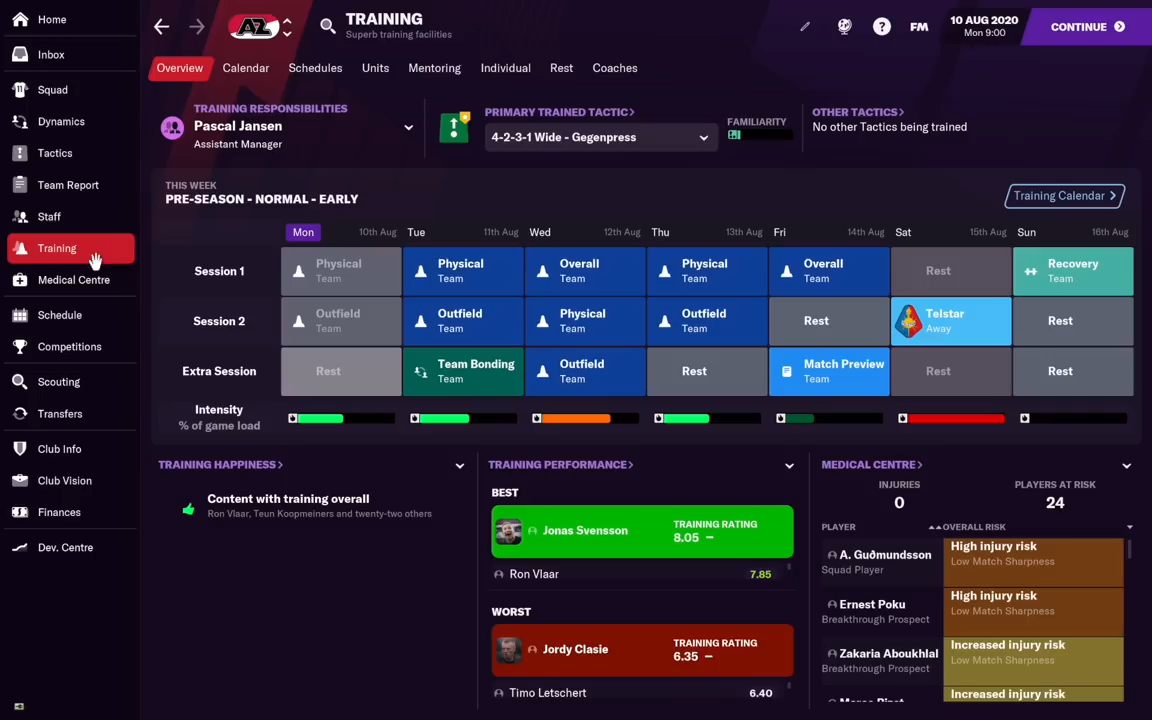 Home
Inbox
Squad
Dynamics
Tactics
Team Report
Staff
Training
Medical Centre
Schedule
Competitions
Scouting
Transfers
Club Info
Club Vision
Finances
Dev. Centre
AZ
TRAINING
Superb training facilities
?
FM
10 AUG 2020
Mon 9:00
CONTINUE
Overview Calendar Schedules Units Mentoring Individual Rest Coaches
TRAINING RESPONSIBILITIES
Pascal Jansen
Assistant Manager
PRIMARY TRAINED TACTIC
4-2-3-1 Wide - Gegenpress
FAMILIARITY
OTHER TACTICS
No other Tactics being trained
THIS WEEK
PRE-SEASON - NORMAL - EARLY
Training Calendar
Mon 10th Aug Tue 11th Aug Wed 12th Aug Thu 13th Aug Fri 14th Aug Sat 15th Aug Sun 16th Aug
Session 1
Physical
Team
Physical
Team
Overall
Team
Physical
Team
Overall
Team
Rest
Recovery
Team
Session 2
Outfield
Team
Outfield
Team
Physical
Team
Outfield
Team
Rest
Telstar
Away
Rest
Extra Session
Rest
Team Bonding
Team
Outfield
Team
Rest
Match Preview
Team
Rest
Rest
Intensity
% of game load
TRAINING HAPPINESS
Content with training overall
Ron Vlaar, Teun Koopmeiners and twenty-two others
TRAINING PERFORMANCE
BEST
Jonas Svensson
TRAINING RATING
8.05 –
Ron Vlaar 7.85
WORST
Jordy Clasie
TRAINING RATING
6.35 –
Timo Letschert 6.40
MEDICAL CENTRE
INJURIES
0
PLAYERS AT RISK
24
PLAYER OVERALL RISK
A. Guðmundsson
Squad Player
High injury risk
Low Match Sharpness
Ernest Poku
Breakthrough Prospect
High injury risk
Low Match Sharpness
Zakaria Aboukhlal
Breakthrough Prospect
Increased injury risk
Low Match Sharpness
Increased injury risk